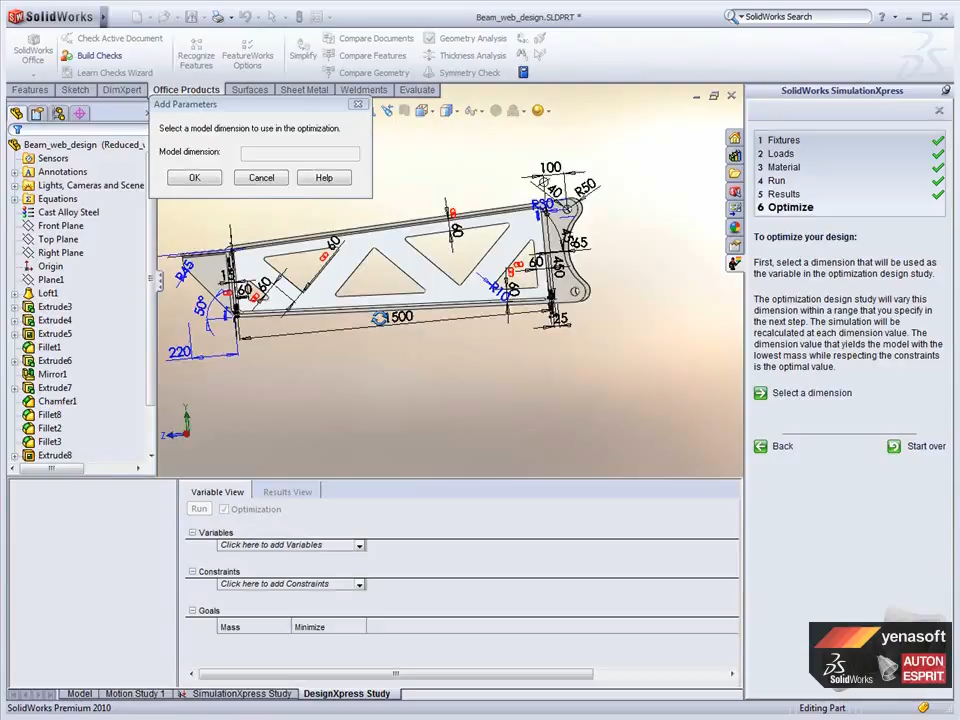 SolidWorks
Beam_web_design.SLDPRT *
SolidWorks Search
SolidWorks
Office
Check Active Document
Build Checks
Learn Checks Wizard
Recognize
Features
FeatureWorks
Options
Simplify
Compare Documents
Compare Features
Compare Geometry
Geometry Analysis
Thickness Analysis
Symmetry Check
Features
Sketch
DimXpert
Office Products
Surfaces
Sheet Metal
Weldments
Evaluate
Add Parameters
Select a model dimension to use in the optimization.
Model dimension:
OK
Cancel
Help
Beam_web_design (Reduced_
Sensors
Annotations
Lights, Cameras and Scene
Equations
Cast Alloy Steel
Front Plane
Top Plane
Right Plane
Origin
Plane1
Loft1
Extrude3
Extrude4
Extrude5
Fillet1
Extrude6
Mirror1
Extrude7
Chamfer1
Fillet8
Fillet2
Fillet3
Extrude8
100
40
R50
R30
65
60
60
450
60
60
60
R10
60
R45
50°
220
1500
25
Y
Z
SolidWorks SimulationXpress
1 Fixtures
2 Loads
3 Material
4 Run
5 Results
6 Optimize
To optimize your design:
First, select a dimension that will be used as
the variable in the optimization design study.
The optimization design study will vary this
dimension within a range that you specify in
the next step. The simulation will be
recalculated at each dimension value. The
dimension value that yields the model with the
lowest mass while respecting the constraints
is the optimal value.
Select a dimension
Back
Start over
Variable View
Results View
Run
Optimization
Variables
Click here to add Variables
Constraints
Click here to add Constraints
Goals
Mass
Minimize
yenasoft
SolidWorks
AUTON
ESPRIT
Model
Motion Study 1
SimulationXpress Study
DesignXpress Study
SolidWorks Premium 2010
Editing Part